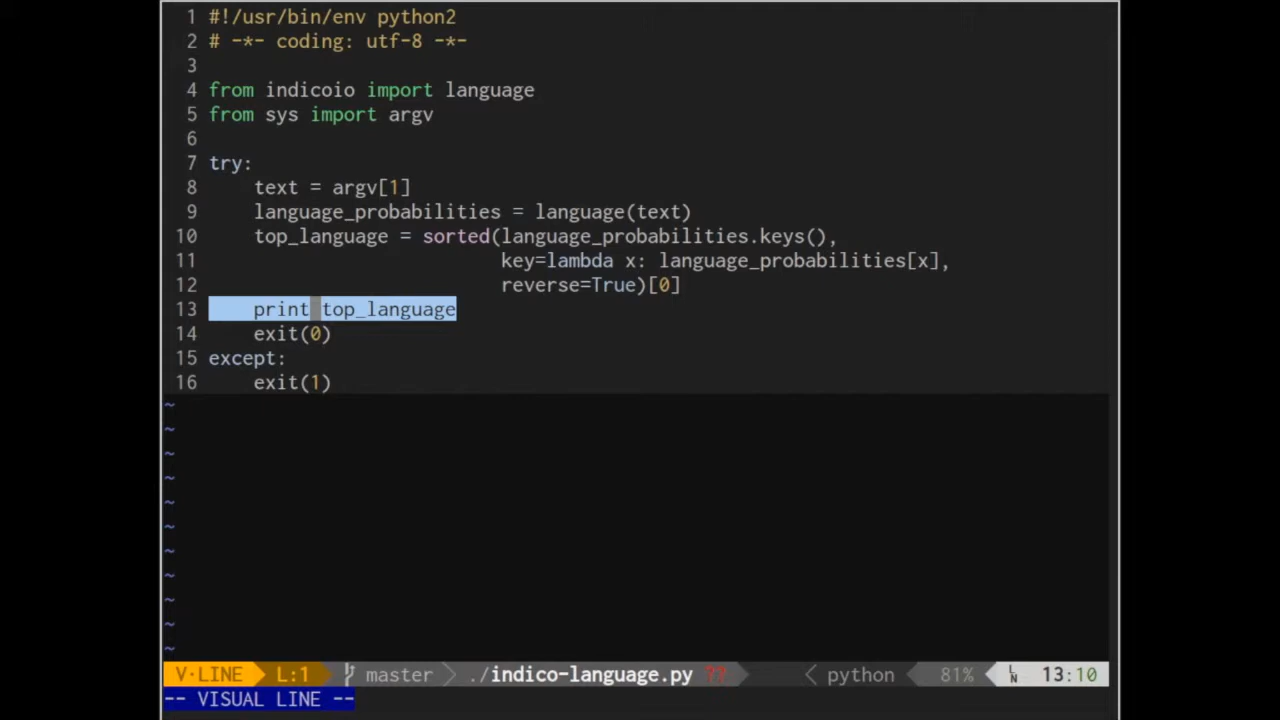 1 #!/usr/bin/env python2
2 # -*- coding: utf-8 -*-
3
4 from indicoio import language
5 from sys import argv
6
7 try:
8     text = argv[1]
9     language_probabilities = language(text)
10     top_language = sorted(language_probabilities.keys(),
11                           key=lambda x: language_probabilities[x],
12                           reverse=True)[0]
13     print top_language
14     exit(0)
15 except:
16     exit(1)
~
~
~
~
~
~
~
~
~
~
~
V·LINE L:1 master ./indico-language.py ?? python 81% LN 13:10
-- VISUAL LINE --